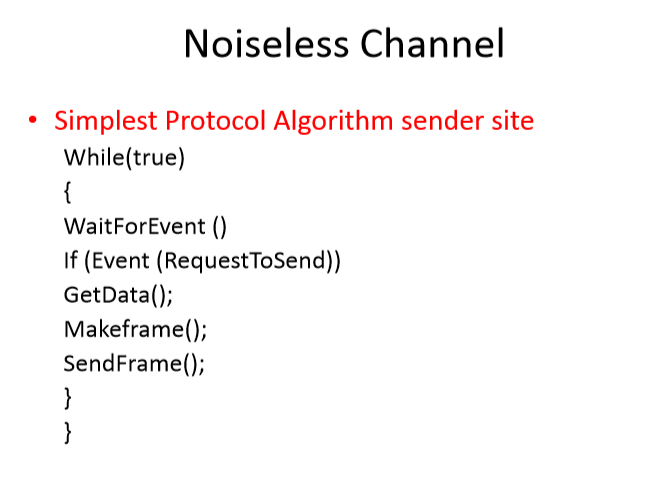 Noiseless Channel
• Simplest Protocol Algorithm sender site
While(true)
{
WaitForEvent ()
If (Event (RequestToSend))
GetData();
Makeframe();
SendFrame();
}
}